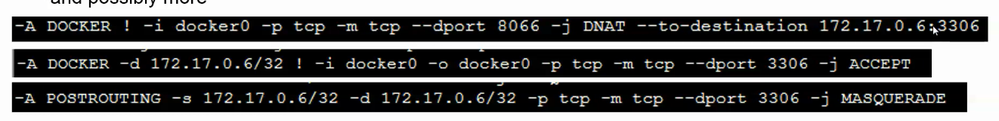 and possibly more
-A DOCKER ! -i docker0 -p tcp -m tcp --dport 8066 -j DNAT --to-destination 172.17.0.6:3306
-A DOCKER -d 172.17.0.6/32 ! -i docker0 -o docker0 -p tcp -m tcp --dport 3306 -j ACCEPT
-A POSTROUTING -s 172.17.0.6/32 -d 172.17.0.6/32 -p tcp -m tcp --dport 3306 -j MASQUERADE